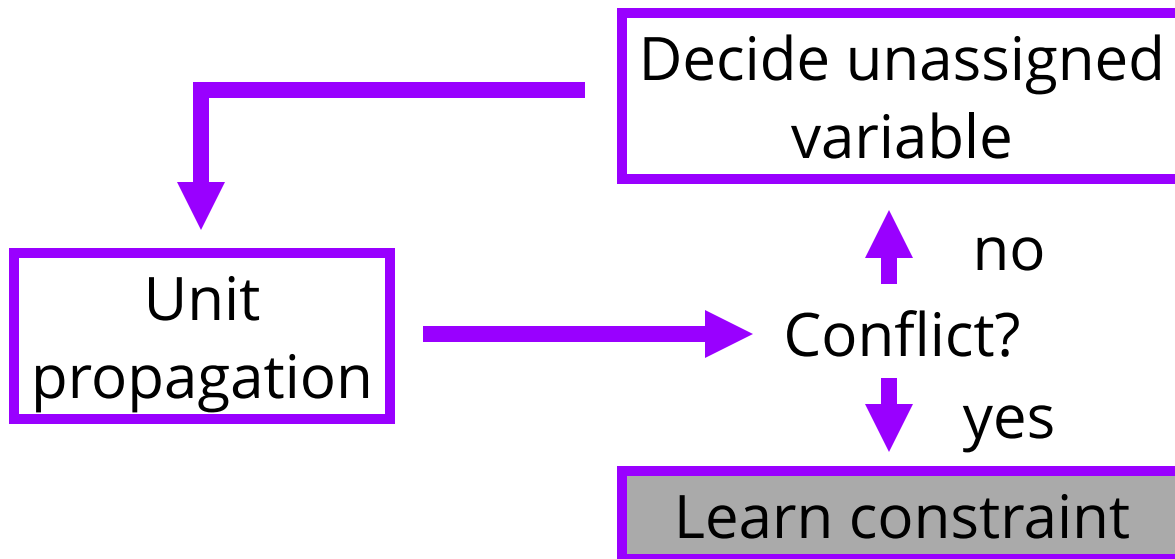 Decide unassigned
variable
no
Unit
propagation
Conflict?
yes
Learn constraint